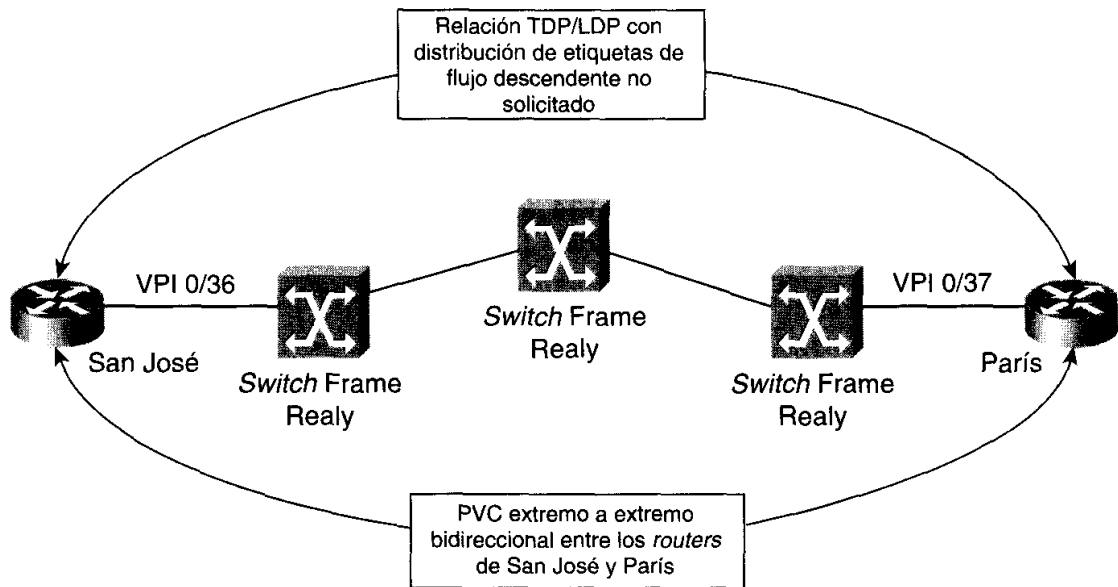 Relación TDP/LDP con
distribución de etiquetas de
flujo descendente no
solicitado
VPI 0/36
VPI 0/37
San José
Switch Frame
Realy
Switch Frame
Realy
Switch Frame
Realy
París
PVC extremo a extremo
bidireccional entre los routers
de San José y París